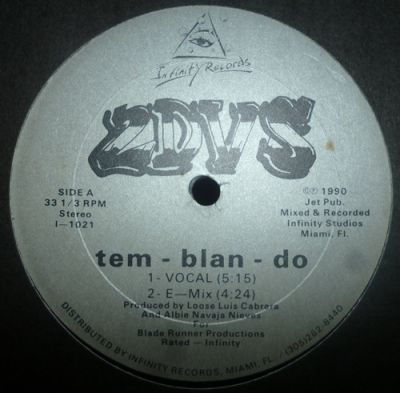 Infinity Records
2DVS
SIDE A
33 1/3 RPM
Stereo
I—1021
©℗ 1990
Jet Pub.
Mixed & Recorded
Infinity Studios
Miami, Fl.
tem - blan - do
1- VOCAL (5:15)
2- E—Mix (4:24)
Produced by Loose Luis Cabrera
And Albie Navaja Nieves
For
Blade Runner Productions
Rated — Infinity
DISTRIBUTED BY INFINITY RECORDS, MIAMI, FL. / (305) 262-8440